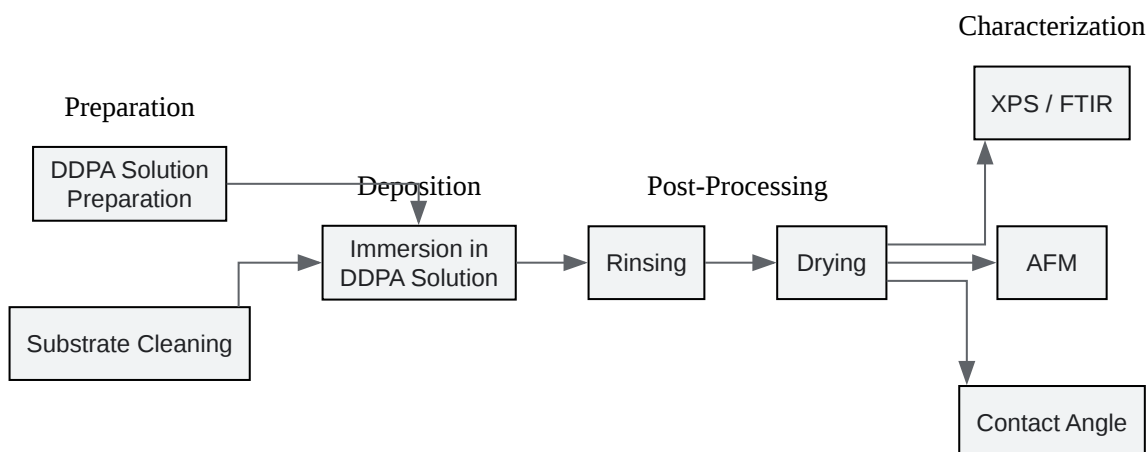 Characterization
XPS / FTIR
Preparation
DDPA Solution
Preparation
Deposition
Post-Processing
Immersion in
DDPA Solution
Rinsing
Drying
AFM
Substrate Cleaning
Contact Angle